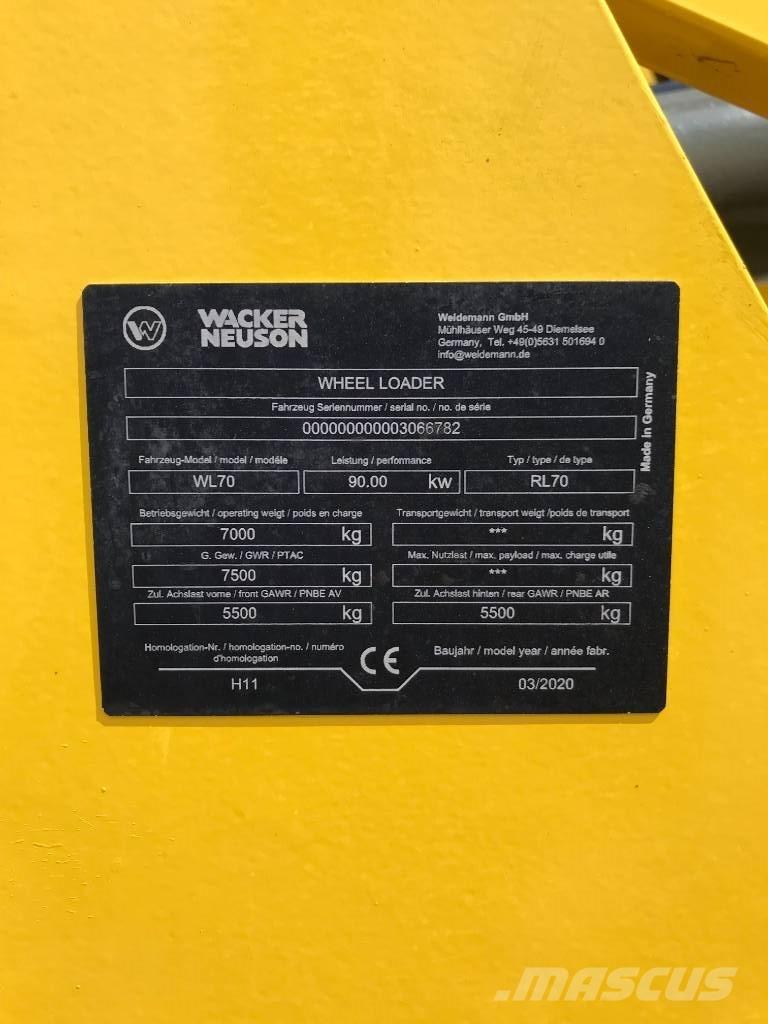 W
WACKER
NEUSON
Weidemann GmbH
Mühlhäuser Weg 45-49 Diemelsee
Germany, Tel. +49(0)5631 501694 0
info@weidemann.de
WHEEL LOADER
Fahrzeug Seriennummer / serial no. / no. de série
000000000003066782
Made in Germany
Fahrzeug-Model / model / modéle Leistung / performance Typ / type / de type
WL70 90.00 kw RL70
Betriebsgewicht / operating weigt / poids en charge Transportgewicht / transport weigt /poids de transport
7000 kg *** kg
G. Gew. / GWR / PTAC Max. Nutzlast / max. payload / max. charge utile
7500 kg *** kg
Zul. Achslast vorne / front GAWR / PNBE AV Zul. Achslast hinten / rear GAWR / PNBE AR
5500 kg 5500 kg
Homologation-Nr. / homologation-no. / numéro
d'homologation
CE
Baujahr / model year / année fabr.
H11 03/2020
MASCUS